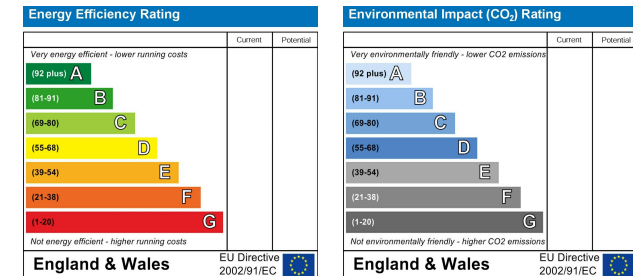 Energy Efficiency Rating
Current Potential
Very energy efficient - lower running costs
(92 plus) A
(81-91) B
(69-80) C
(55-68) D
(39-54) E
(21-38) F
(1-20) G
Not energy efficient - higher running costs
England & Wales
EU Directive
2002/91/EC
Environmental Impact (CO₂) Rating
Current Potential
Very environmentally friendly - lower CO2 emissions
(92 plus) A
(81-91) B
(69-80) C
(55-68) D
(39-54) E
(21-38) F
(1-20) G
Not environmentally friendly - higher CO2 emissions
England & Wales
EU Directive
2002/91/EC